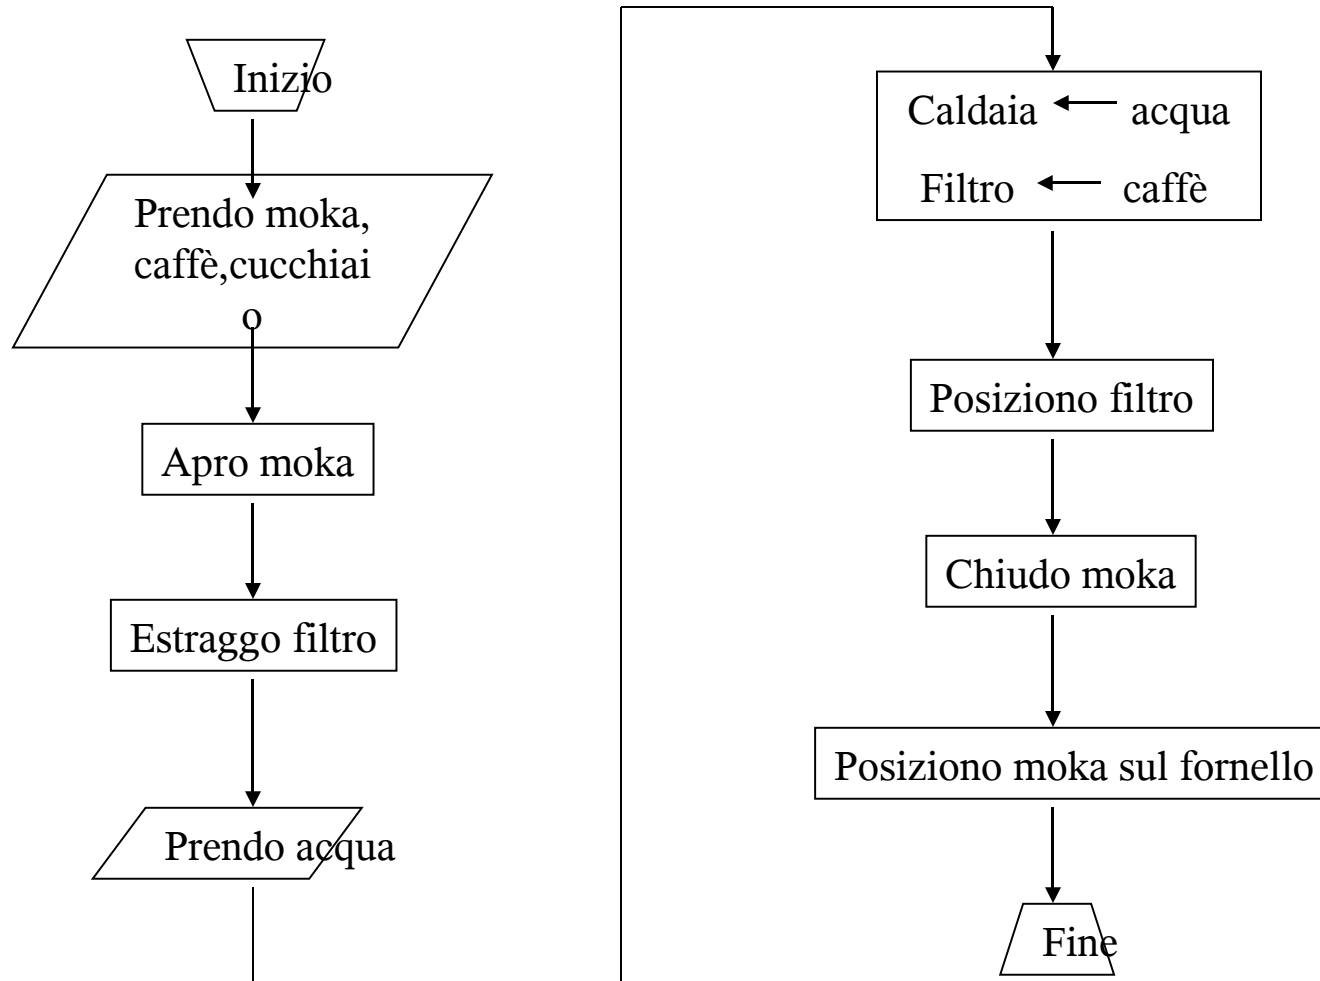 Inizio
Prendo moka,
caffè,cucchiai
o
Apro moka
Estraggo filtro
Prendo acqua
Caldaia acqua
Filtro caffè
Posiziono filtro
Chiudo moka
Posiziono moka sul fornello
Fine